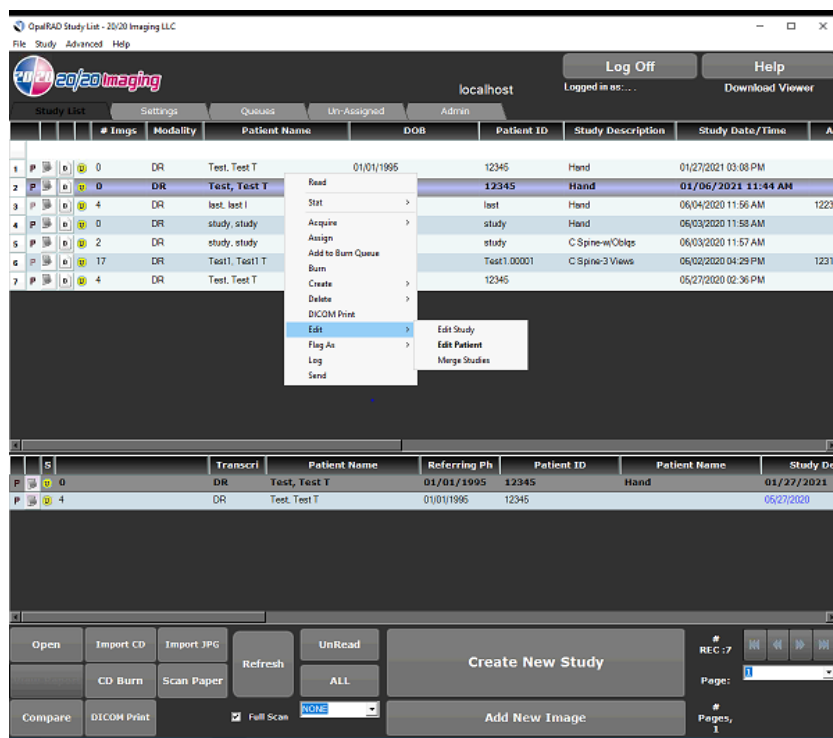 OpalRAD Study List - 20/20 Imaging LLC
File Study Advanced Help
20/20 20/20 Imaging
localhost
Log Off
Help
Logged in as:...
Download Viewer
Study List Settings Queues Un-Assigned Admin
# Imgs Modality Patient Name DOB Patient ID Study Description Study Date/Time A
1 P D U 0 DR Test, Test T 01/01/1995 12345 Hand 01/27/2021 03:08 PM
2 P D U 0 DR Test, Test T 12345 Hand 01/06/2021 11:44 AM
3 P D U 4 DR last, last l last Hand 06/04/2020 11:56 AM 1223
4 P D U 0 DR study, study study Hand 06/03/2020 11:58 AM
5 P D U 2 DR study, study study C Spine-w/Oblqs 06/03/2020 11:57 AM
6 P D U 17 DR Test1, Test1 T Test1.00001 C Spine-3 Views 06/02/2020 04:29 PM 1231
7 P D U 4 DR Test, Test T 12345 05/27/2020 02:36 PM
Read
Stat >
Acquire >
Assign
Add to Burn Queue
Burn
Create >
Delete >
DICOM Print
Edit >
Flag As >
Log
Send
Edit Study
Edit Patient
Merge Studies
S Transcri Patient Name Referring Ph Patient ID Patient Name Study De
P U 0 DR Test, Test T 01/01/1995 12345 Hand 01/27/2021
P U 4 DR Test, Test T 01/01/1995 12345 05/27/2020
Open Import CD Import JPG Refresh UnRead Create New Study # REC :7
CD Burn Scan Paper ALL Page: 1
Compare DICOM Print Full Scan NONE Add New Image # Pages, 1